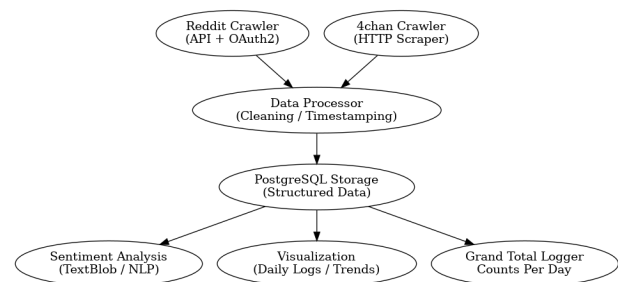 Reddit Crawler
(API + OAuth2)
4chan Crawler
(HTTP Scraper)
Data Processor
(Cleaning / Timestamping)
PostgreSQL Storage
(Structured Data)
Sentiment Analysis
(TextBlob / NLP)
Visualization
(Daily Logs / Trends)
Grand Total Logger
Counts Per Day